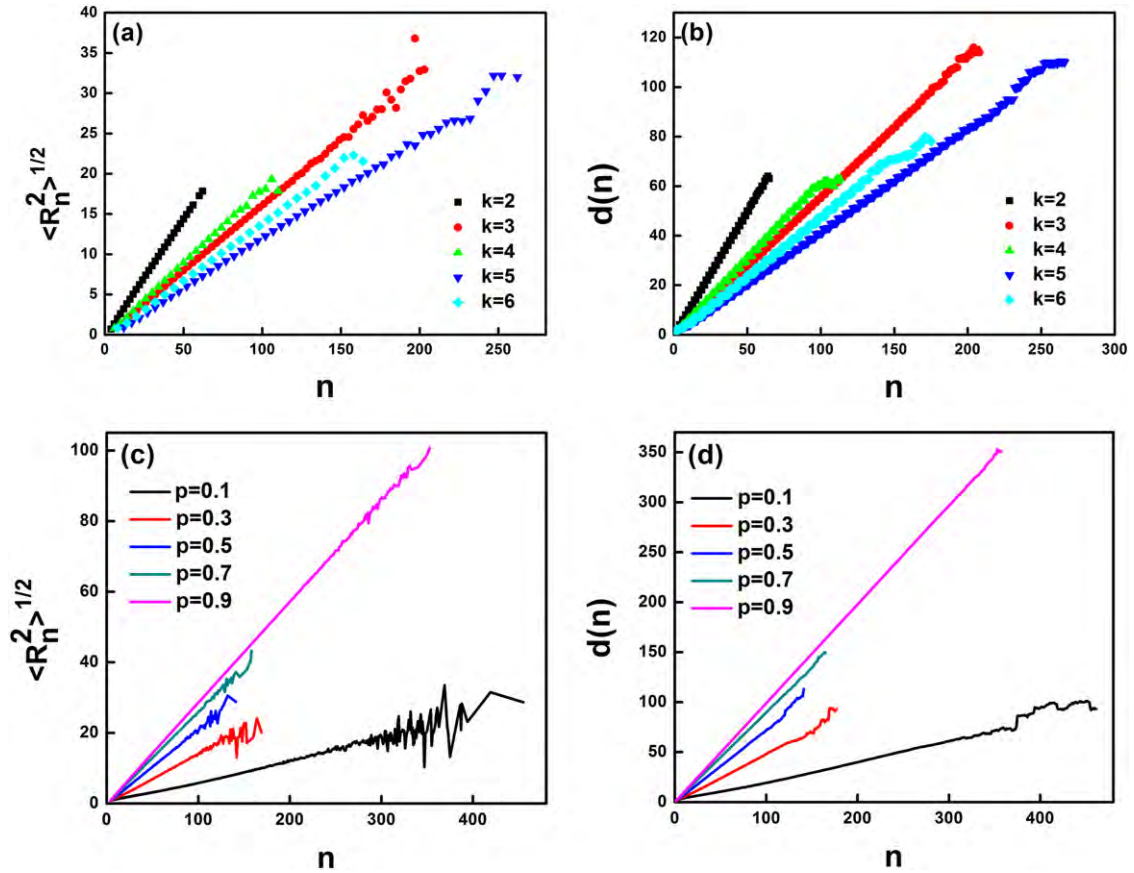 (a)
40
35
30
25
20
15
10
5
0
<R²n>^1/2
k=2
k=3
k=4
k=5
k=6
0 50 100 150 200 250
n
(b)
120
100
80
60
40
20
0
d(n)
k=2
k=3
k=4
k=5
k=6
0 50 100 150 200 250 300
n
(c)
100
80
60
40
20
0
<R²n>^1/2
p=0.1
p=0.3
p=0.5
p=0.7
p=0.9
0 100 200 300 400
n
(d)
350
300
250
200
150
100
50
0
d(n)
p=0.1
p=0.3
p=0.5
p=0.7
p=0.9
0 100 200 300 400
n